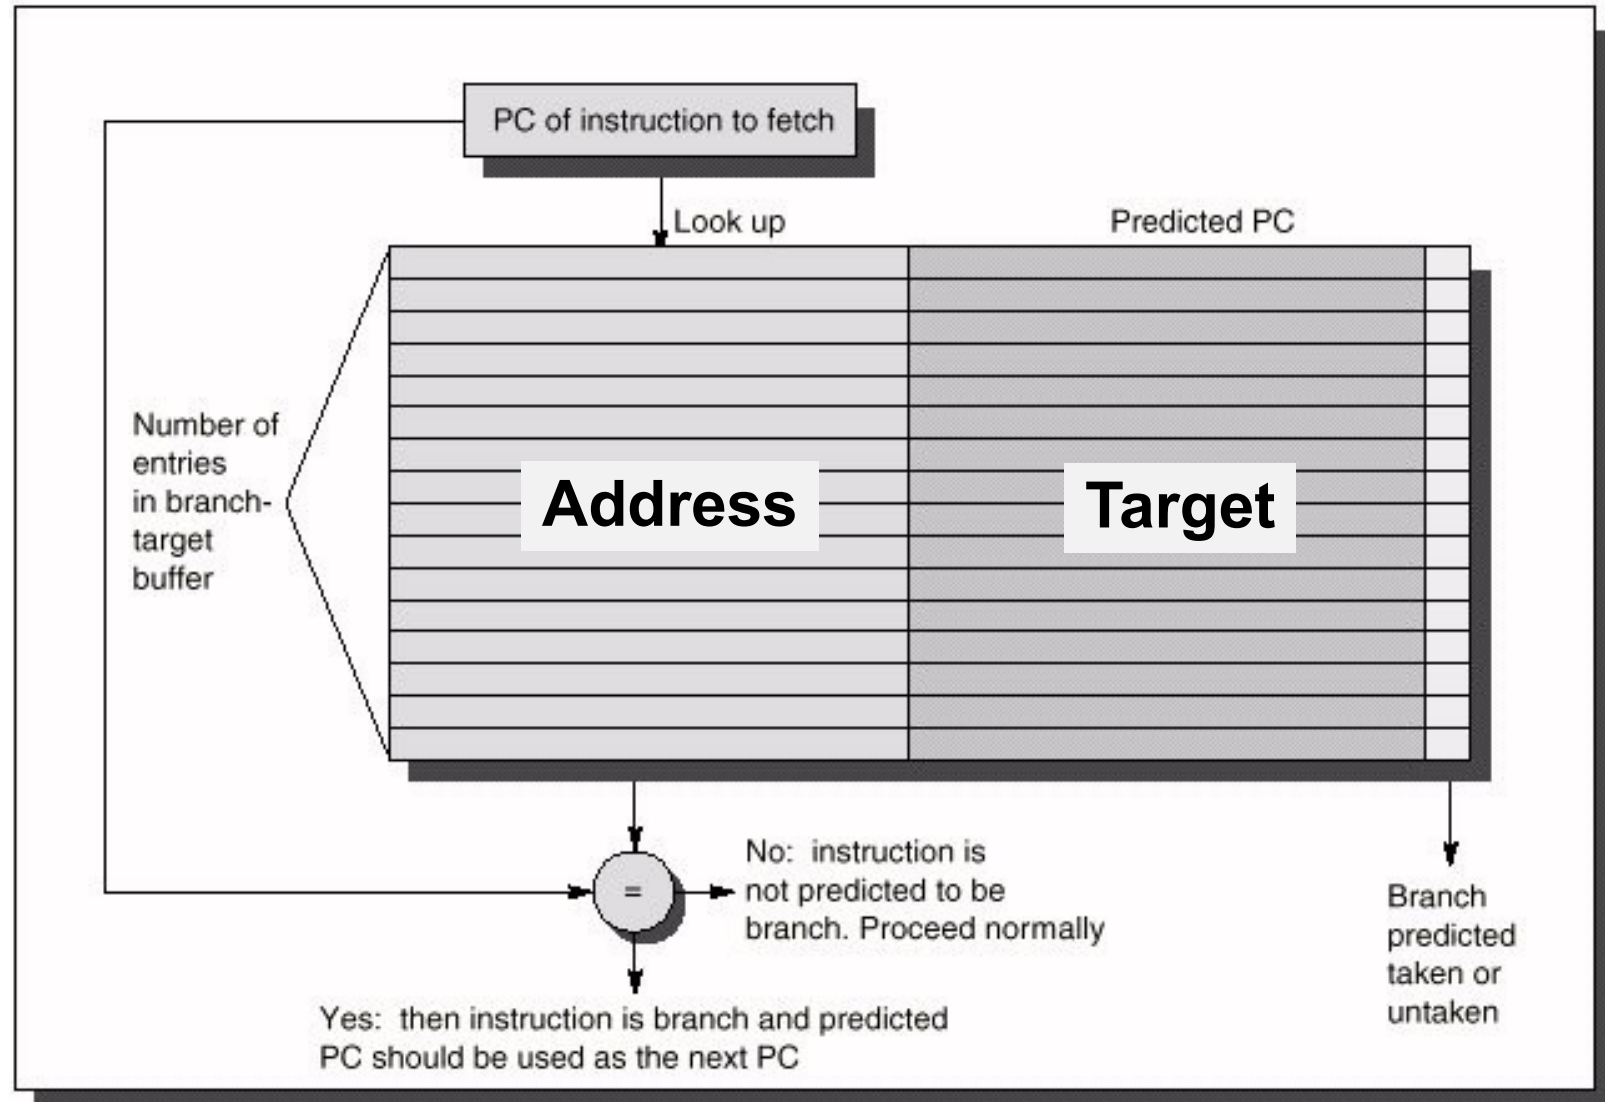 PC of instruction to fetch
Look up
Predicted PC
Number of
entries
in branch-
target
buffer
Address
Target
=
No: instruction is
not predicted to be
branch. Proceed normally
Branch
predicted
taken or
untaken
Yes: then instruction is branch and predicted
PC should be used as the next PC